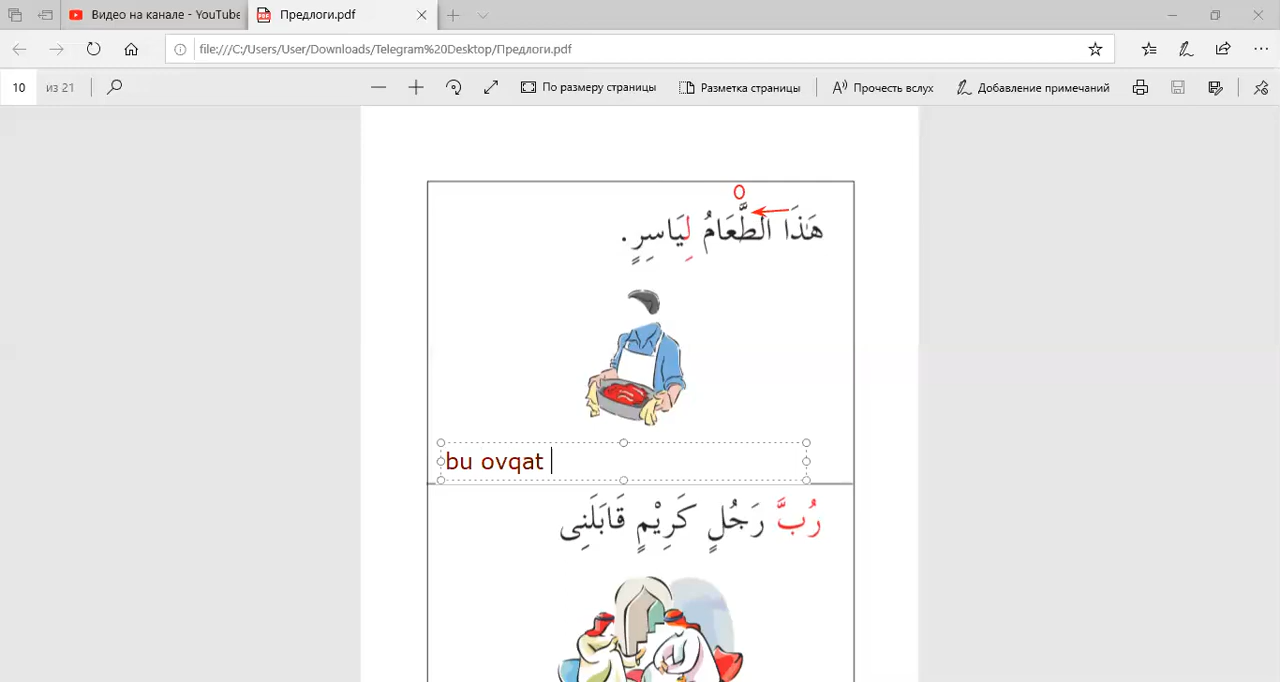 Видео на канале - YouTube
Предлоги.pdf
file:///C:/Users/User/Downloads/Telegram%20Desktop/Предлоги.pdf
10 из 21
По размеру страницы
Разметка страницы
Прочесть вслух
Добавление примечаний
هَذَا الطَّعَامُ لِيَاسِرٍ.
bu ovqat
رُبَّ رَجُلٍ كَرِيْمٍ قَابَلَنِى